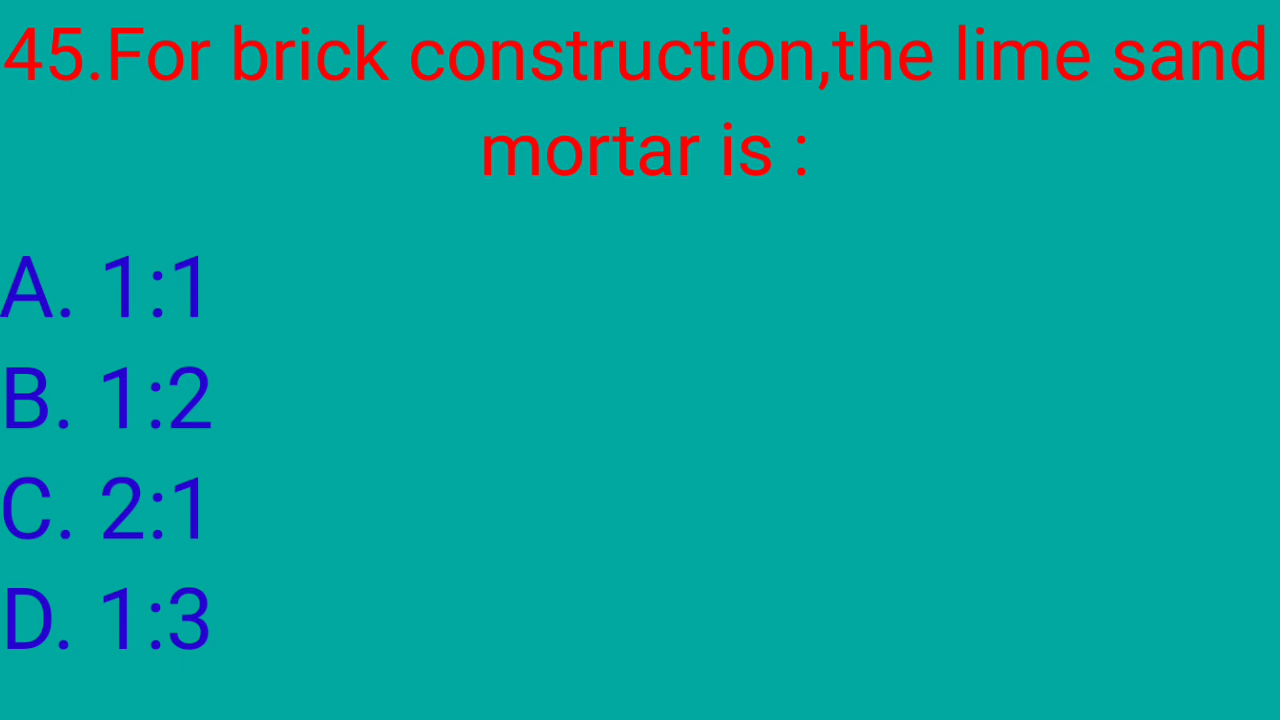 45.For brick construction,the lime sand
mortar is :
A. 1:1
B. 1:2
C. 2:1
D. 1:3